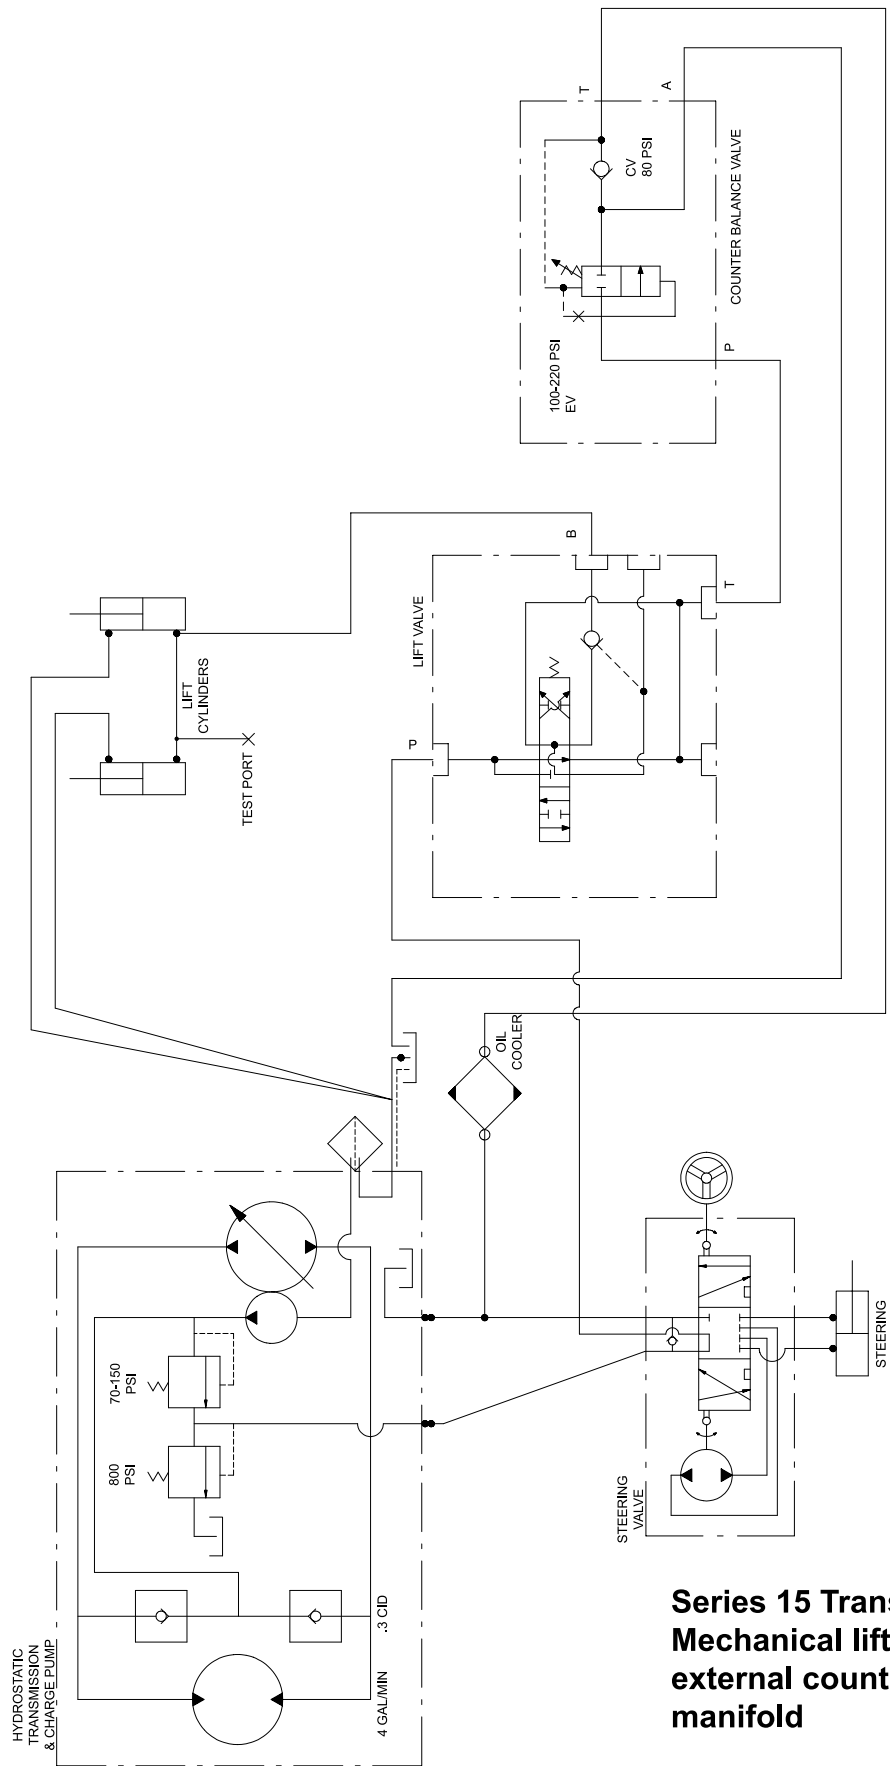 HYDROSTATIC
TRANSMISSION
& CHARGE PUMP
4 GAL/MIN
.3 CID
800
PSI
70-150
PSI
TEST PORT
LIFT
CYLINDERS
OIL
COOLER
STEERING
VALVE
STEERING
LIFT VALVE
P
B
T
100-220 PSI
EV
CV
80 PSI
T
A
P
COUNTER BALANCE VALVE
Series 15 Trans
Mechanical lift
external count
manifold